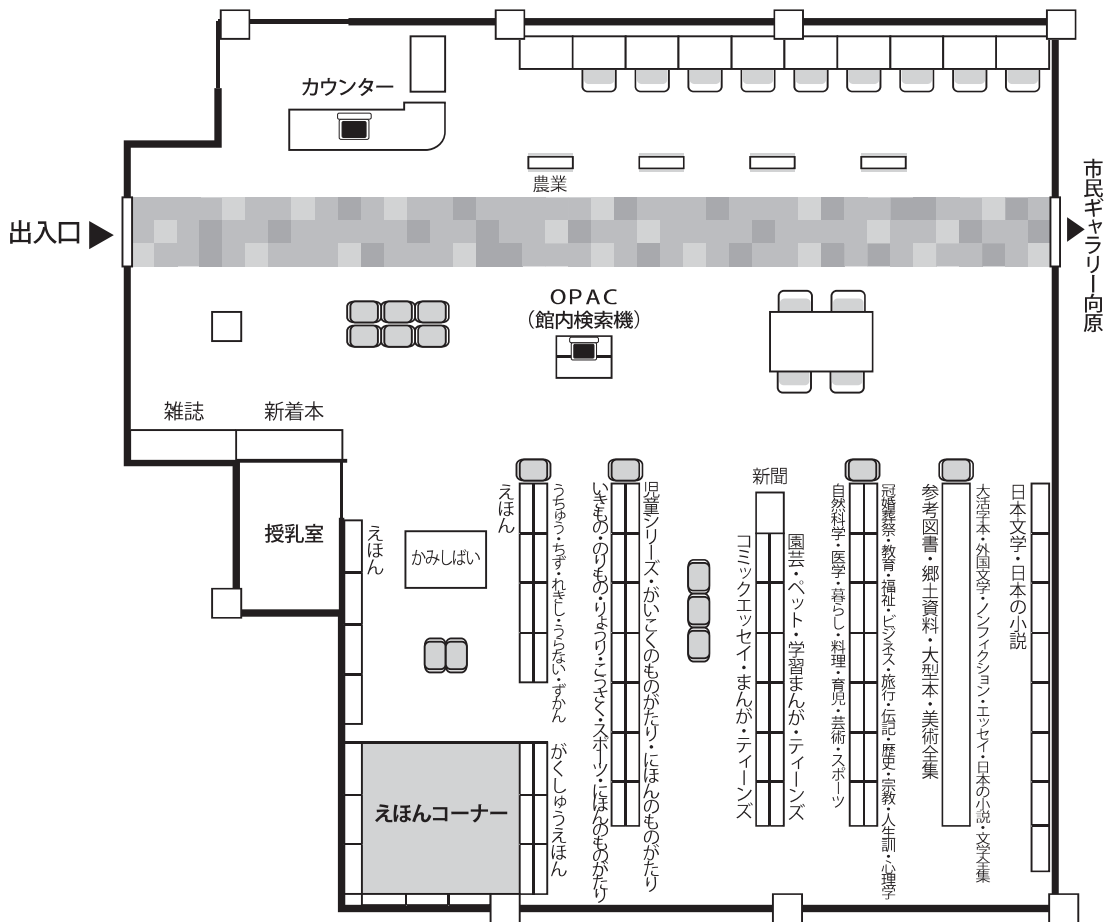 カウンター
農業
出入口
市民ギャラリー向原
OPAC
（館内検索機）
雑誌
新着本
授乳室
えほん
かみしばい
えほん
うちゅう・ちず・れきし・うらない・ずかん
いきもの・のりもの・りょうり・こうさく・スポーツ・にほんのものがたり
児童シリーズ・がいこくのものがたり・にほんのものがたり
新聞
コミックエッセイ・まんが・ティーンズ
園芸・ペット・学習まんが・ティーンズ
自然科学・医学・暮らし・料理・育児・芸術・スポーツ
冠婚葬祭・教育・福祉・ビジネス・旅行・伝記・歴史・宗教・人生訓・心理学
参考図書・郷土資料・大型本・美術全集
大活字本・外国文学・ノンフィクション・エッセイ・日本の小説・文学全集
日本文学・日本の小説
えほんコーナー
がくしゅうえほん